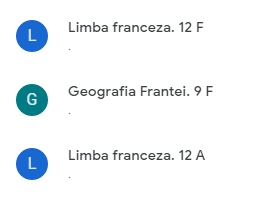 L Limba franceza. 12 F
.
G Geografia Frantei. 9 F
.
L Limba franceza. 12 A
.